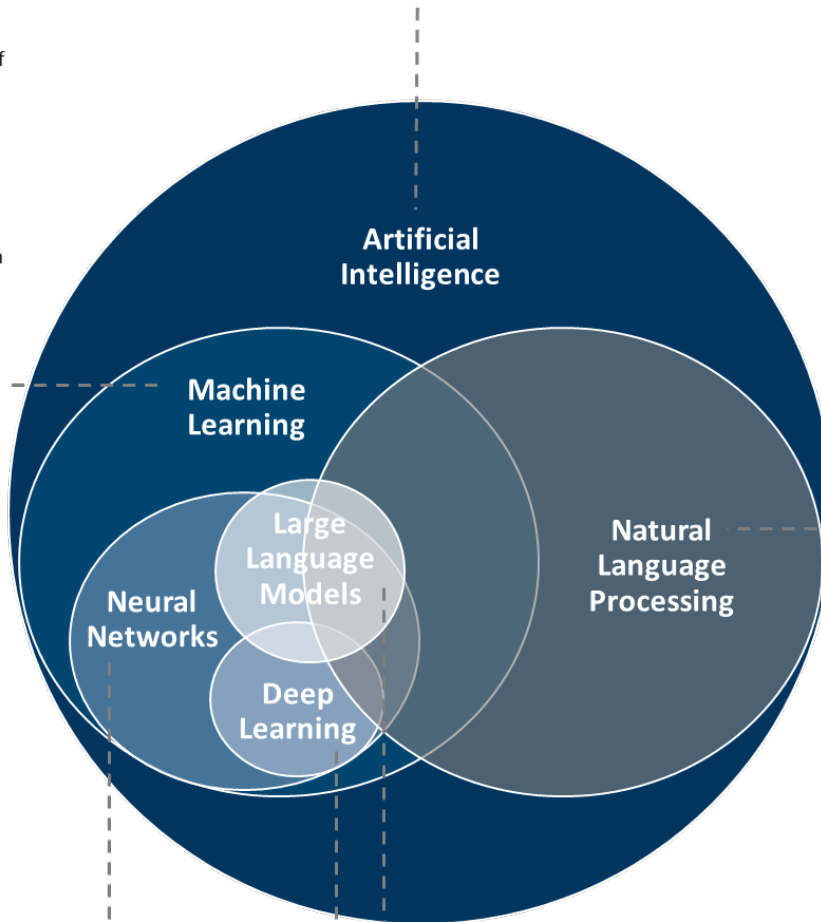 f
Artificial
Intelligence
n
Machine
Learning
Large
Language
Models
Natural
Language
Processing
Neural
Networks
Deep
Learning